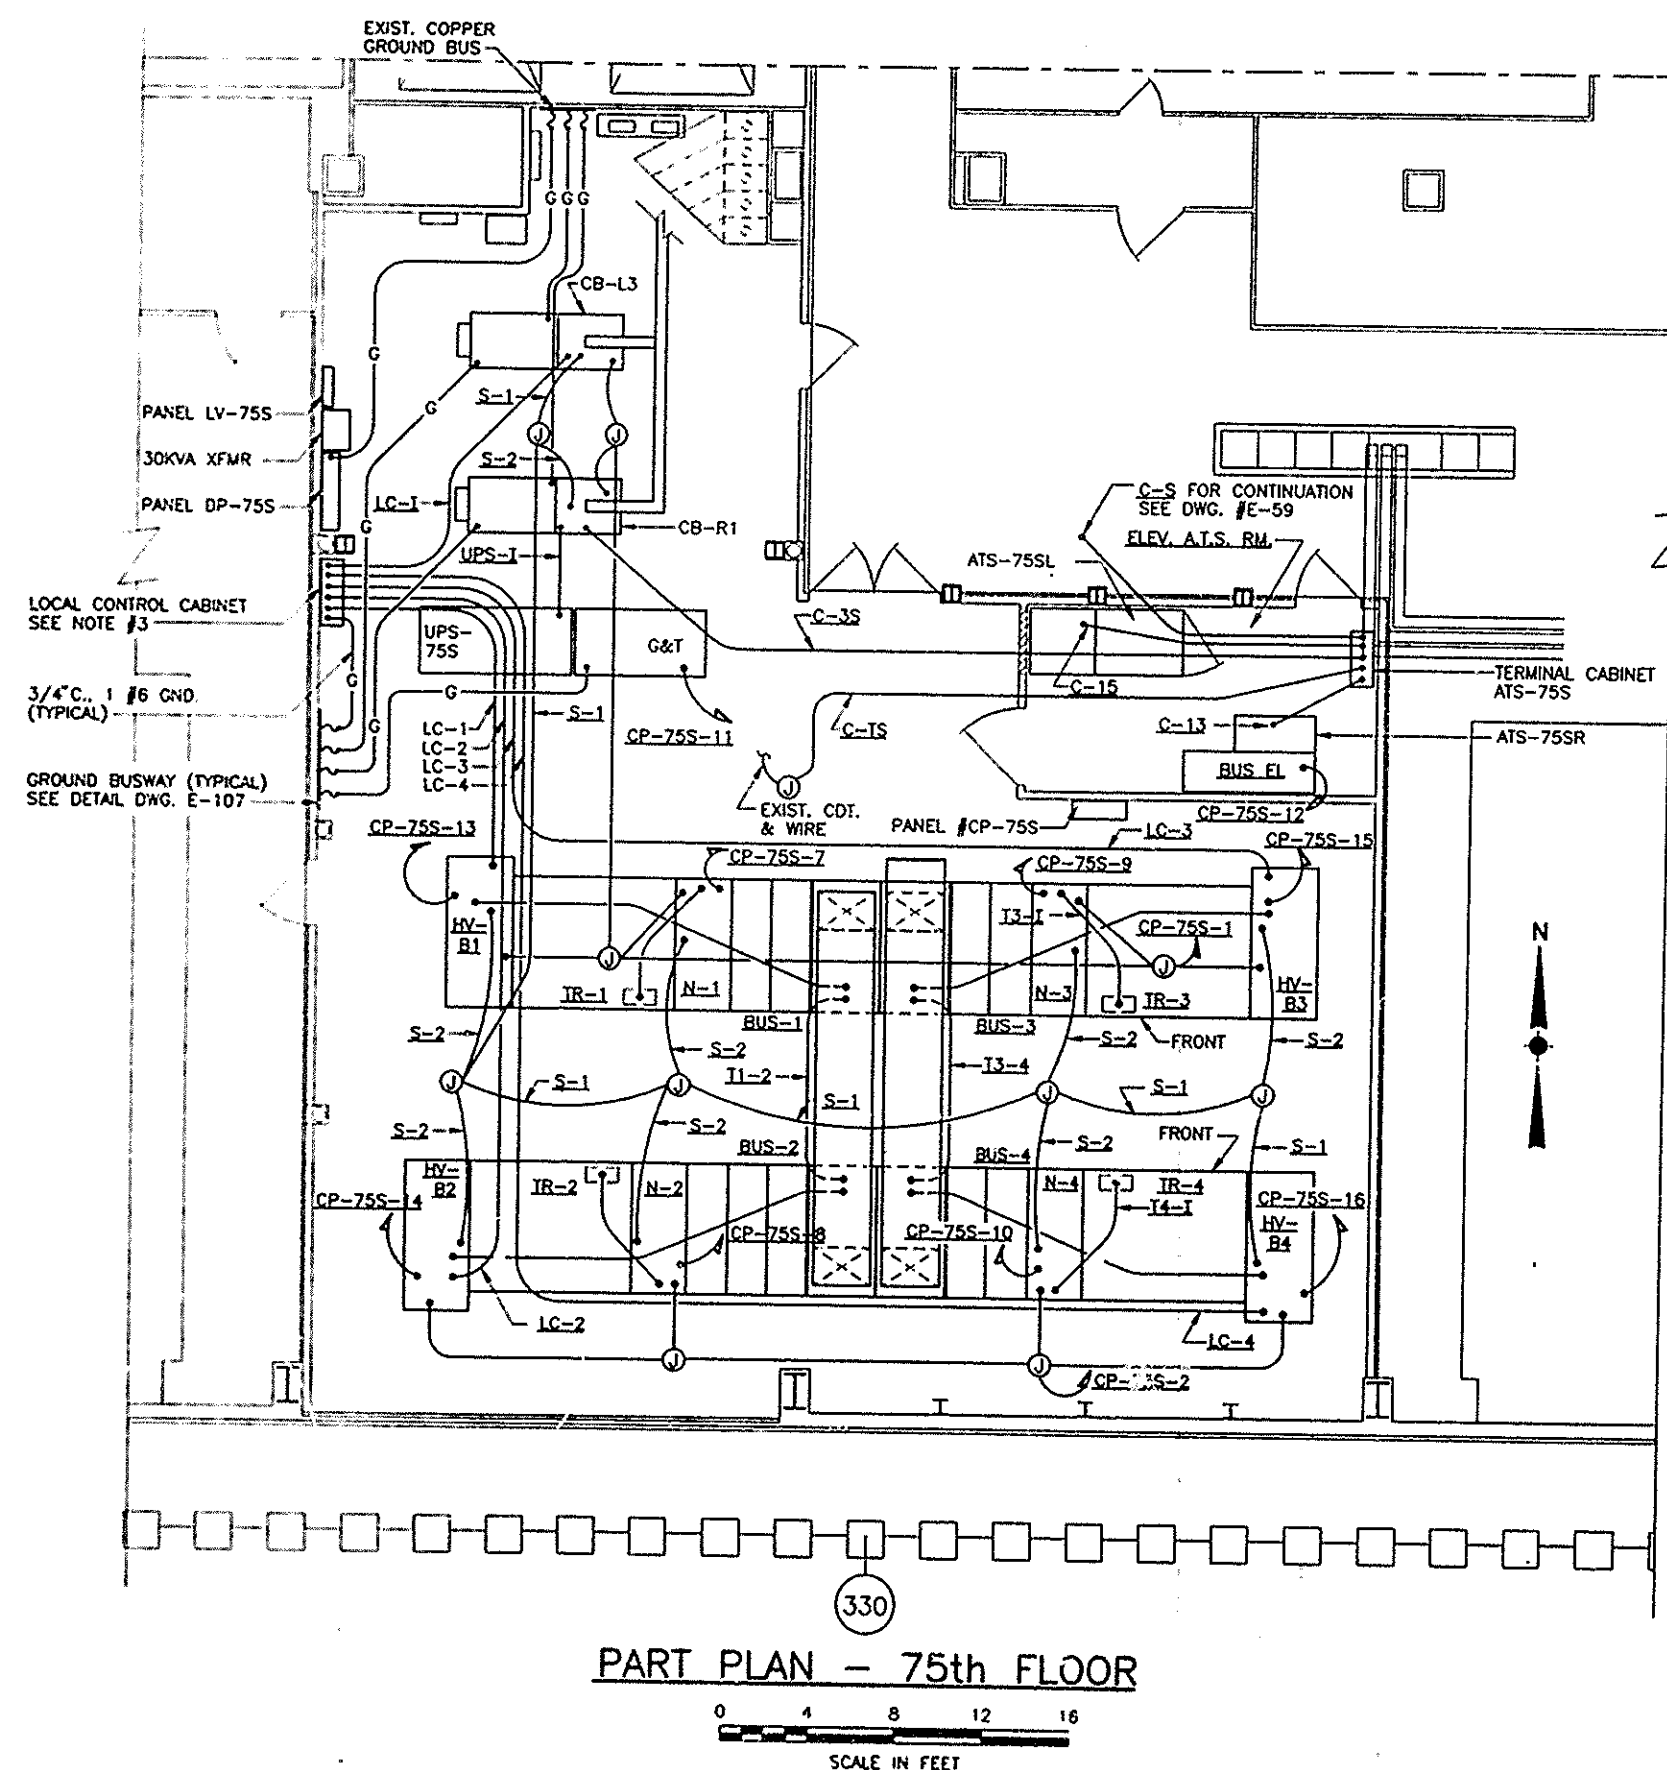 EXIST. COPPER
GROUND BUS
G G G
CB-L3
G
G
S-1
PANEL LV-75S
J J
30KVA XFMR
S-2
PANEL DP-75S
LC-I
G
CB-R1
C-S FOR CONTINUATION
SEE DWG. #E-59
ELEV. A.T.S. RM.
UPS-I
ATS-75SL
LOCAL CONTROL CABINET
SEE NOTE #3
UPS-
75S
G&T
C-3S
TERMINAL CABINET
ATS-75S
3/4"C., 1 #6 GND.
(TYPICAL)
G
G
G
C-15
LC-1
LC-2
LC-3
LC-4
S-1
CP-75S-11
C-TS
C-13
ATS-75SR
BUS EL
GROUND BUSWAY (TYPICAL)
SEE DETAIL DWG. E-107
J
EXIST. CDT.
& WIRE
PANEL #CP-75S
CP-75S-12
CP-75S-13
LC-3
CP-75S-15
CP-75S-7
CP-75S-9
T3-I
CP-75S-1
HV-
B1
J
J
N
TR-1
N-1
N-3
TR-3
HV-
B3
BUS-1
BUS-3
S-2
S-2
S-2
FRONT
S-2
T1-2
T3-4
J
S-1
J
S-1
J
S-1
J
S-2
S-2
BUS-2
BUS-4
S-2
FRONT
S-1
HV-
B2
TR-2
N-2
N-4
TR-4
CP-75S-14
T4-I
CP-75S-16
HV-
B4
CP-75S-8
CP-75S-10
LC-2
LC-4
J
J
330
PART PLAN - 75th FLOOR
0 4 8 12 16
SCALE IN FEET